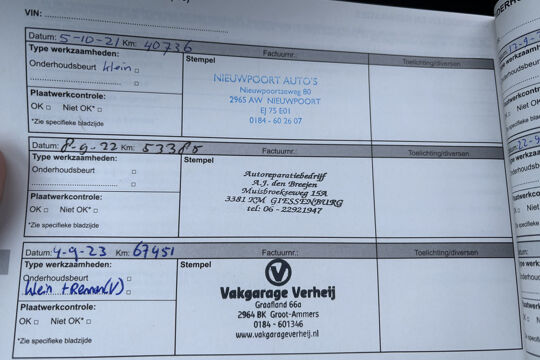 VIN:
Datum: 5-10-21 Km: 40736 Factuurnr.: Toelichting/diversen
Type werkzaamheden: Stempel
Onderhoudsbeurt klein
NIEUWPOORT AUTO'S
Nieuwpoortseweg 80
2965 AW NIEUWPOORT
EJ 75 E01
0184 - 60 26 07
Plaatwerkcontrole:
OK Niet OK*
*Zie specifieke bladzijde
Datum: 8-9-22 Km: 53385 Factuurnr.: Toelichting/diversen
Type werkzaamheden: Stempel
Onderhoudsbeurt
Autoreparatiebedrijf
A.J. den Breejen
Muisbroekseweg 15A
3381 KM GIESSENBURG
tel: 06 - 22921947
Plaatwerkcontrole:
OK Niet OK*
*Zie specifieke bladzijde
Datum: 4-9-23 Km: 67451 Factuurnr.: Toelichting/diversen
Type werkzaamheden: Stempel
Onderhoudsbeurt
klein + Remmen(V)
Vakgarage Verheij
Graafland 66a
2964 BK Groot-Ammers
0184 - 601346
www.vakgarageverheij.nl
Plaatwerkcontrole:
OK Niet OK*
*Zie specifieke bladzijde